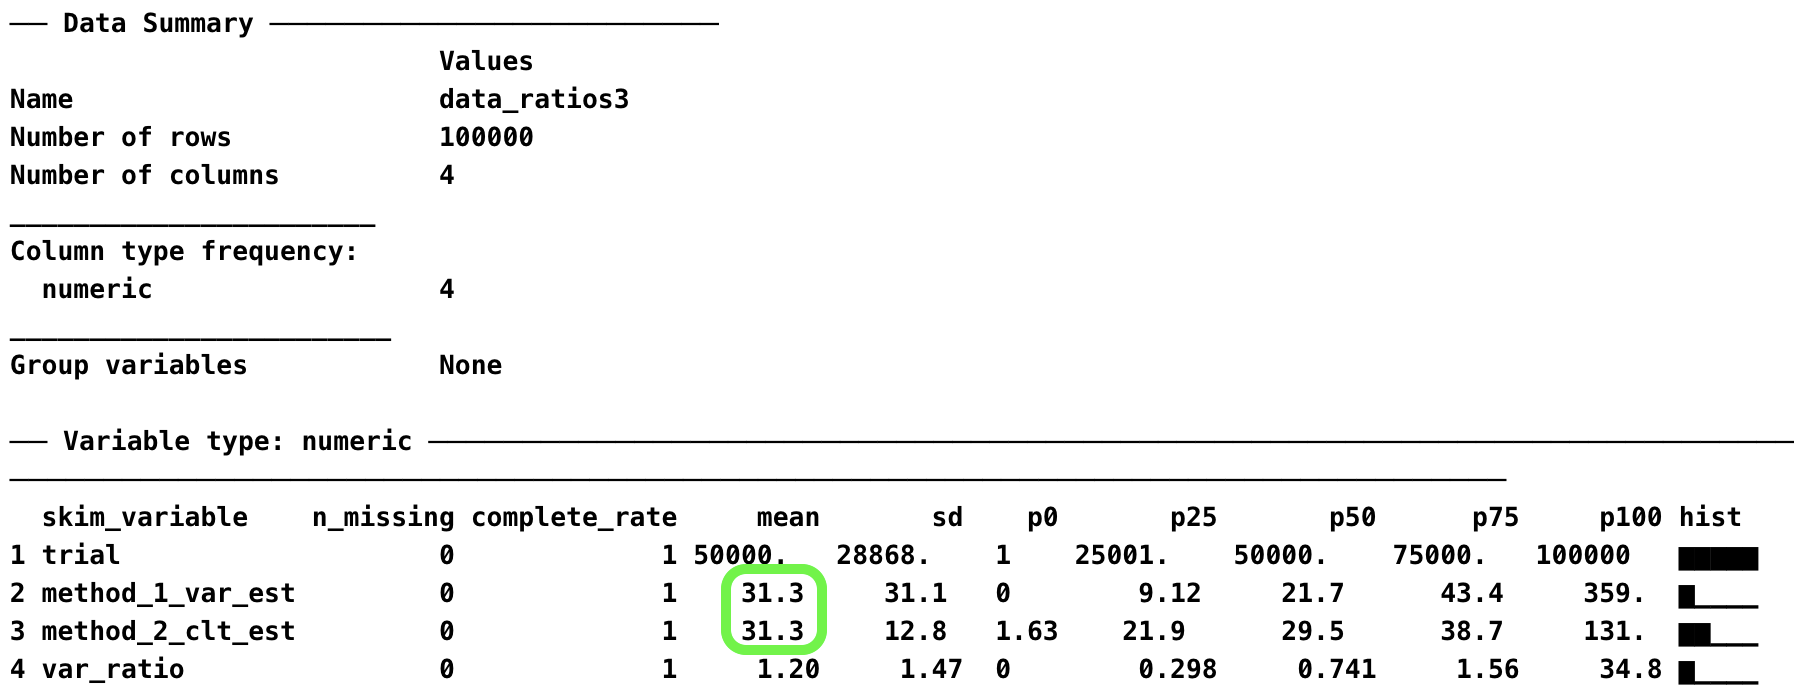 ── Data Summary ────────────────────────────
                           Values
Name                       data_ratios3
Number of rows             100000
Number of columns          4
_______________________
Column type frequency:
  numeric                  4
________________________
Group variables            None
── Variable type: numeric ──────────────────────────────────────────────────────────────────────────────────────
───────────────────────────────────────────────────────────────────────────────────────────────
  skim_variable    n_missing complete_rate     mean       sd    p0       p25       p50      p75     p100 hist
1 trial                    0             1 50000.   28868.    1    25001.    50000.    75000.   100000   ▇▇▇▇▇
2 method_1_var_est         0             1    31.3     31.1   0        9.12     21.7      43.4     359.  ▇▁▁▁▁
3 method_2_clt_est         0             1    31.3     12.8   1.63    21.9      29.5      38.7     131.  ▇▇▁▁▁
4 var_ratio                0             1     1.20     1.47  0        0.298     0.741     1.56     34.8 ▇▁▁▁▁